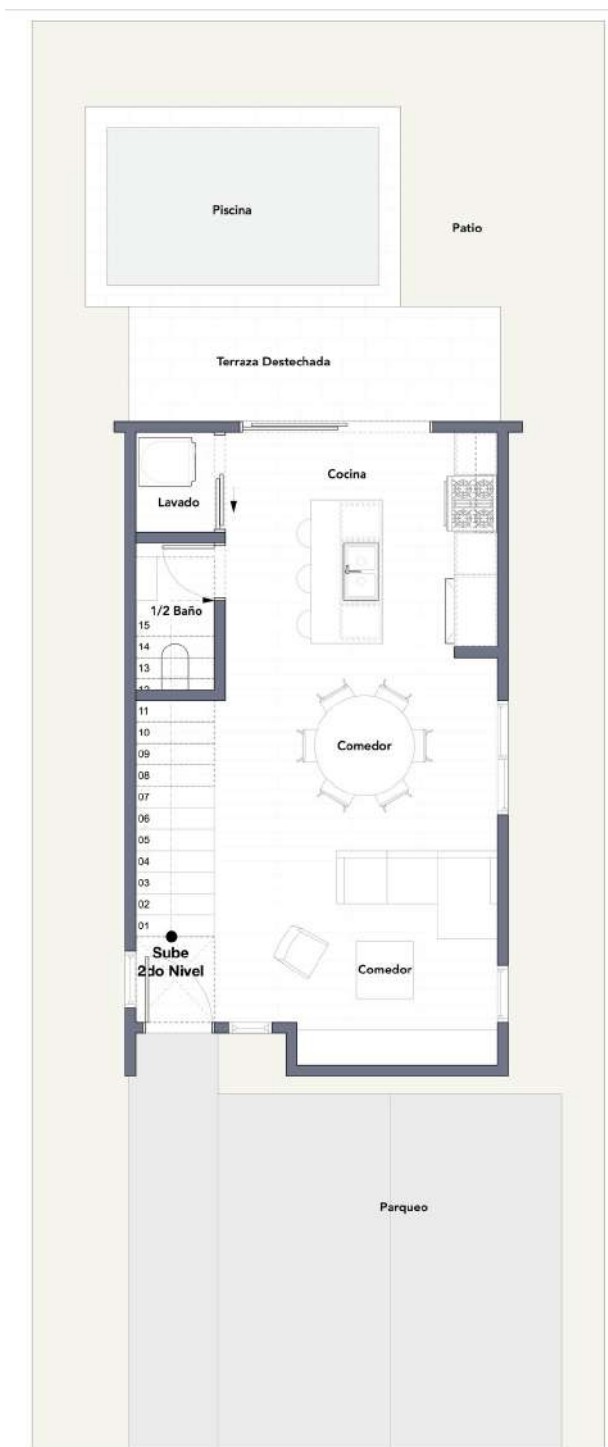 Piscina
Patio
Terraza Destechada
Cocina
Lavado
1/2 Baño
15
14
13
12
11
10
09
08
Comedor
07
06
05
04
03
02
01
Sube
2do Nivel
Comedor
Parqueo